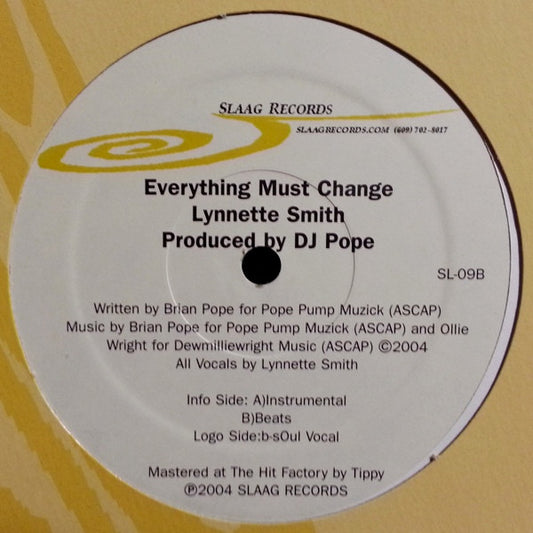 SLAAG RECORDS
SLAAGRECORDS.COM (609) 702-8017
Everything Must Change
Lynnette Smith
Produced by DJ Pope
SL-09B
Written by Brian Pope for Pope Pump Muzick (ASCAP)
Music by Brian Pope for Pope Pump Muzick (ASCAP) and Ollie
Wright for Dewmilliewright Music (ASCAP) ©2004
All Vocals by Lynnette Smith
Info Side: A)Instrumental
B)Beats
Logo Side:b-sOul Vocal
Mastered at The Hit Factory by Tippy
℗2004 SLAAG RECORDS